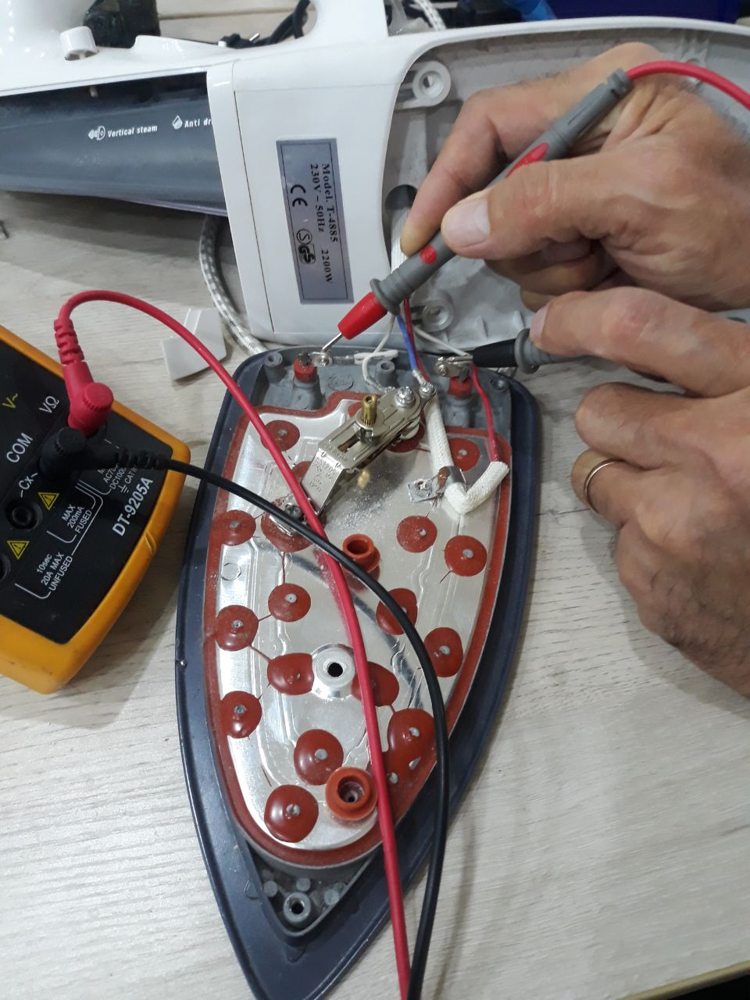 Vertical steam
Anti dr
Model. T-4885
230V~50Hz 2200W
CE
SGS
V~
VΩ
COM
CX
MAX
200mA
FUSED
10sec
20A MAX
UNFUSED
DT-9205A